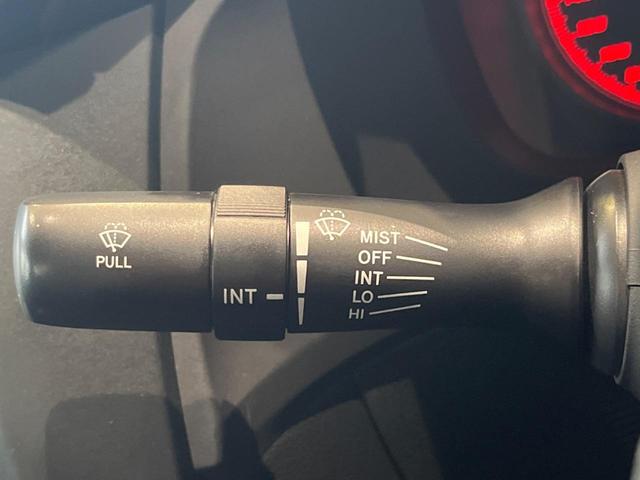 PULL
INT
MIST
OFF
INT
LO
HI